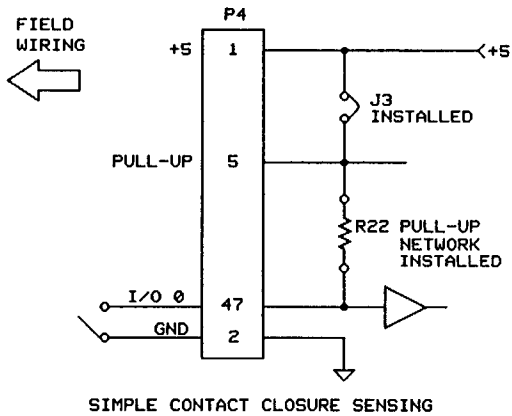 P4
FIELD
WIRING
+5 1 +5
J3
INSTALLED
PULL-UP 5
R22 PULL-UP
NETWORK
INSTALLED
I/O 0 47
GND 2
SIMPLE CONTACT CLOSURE SENSING